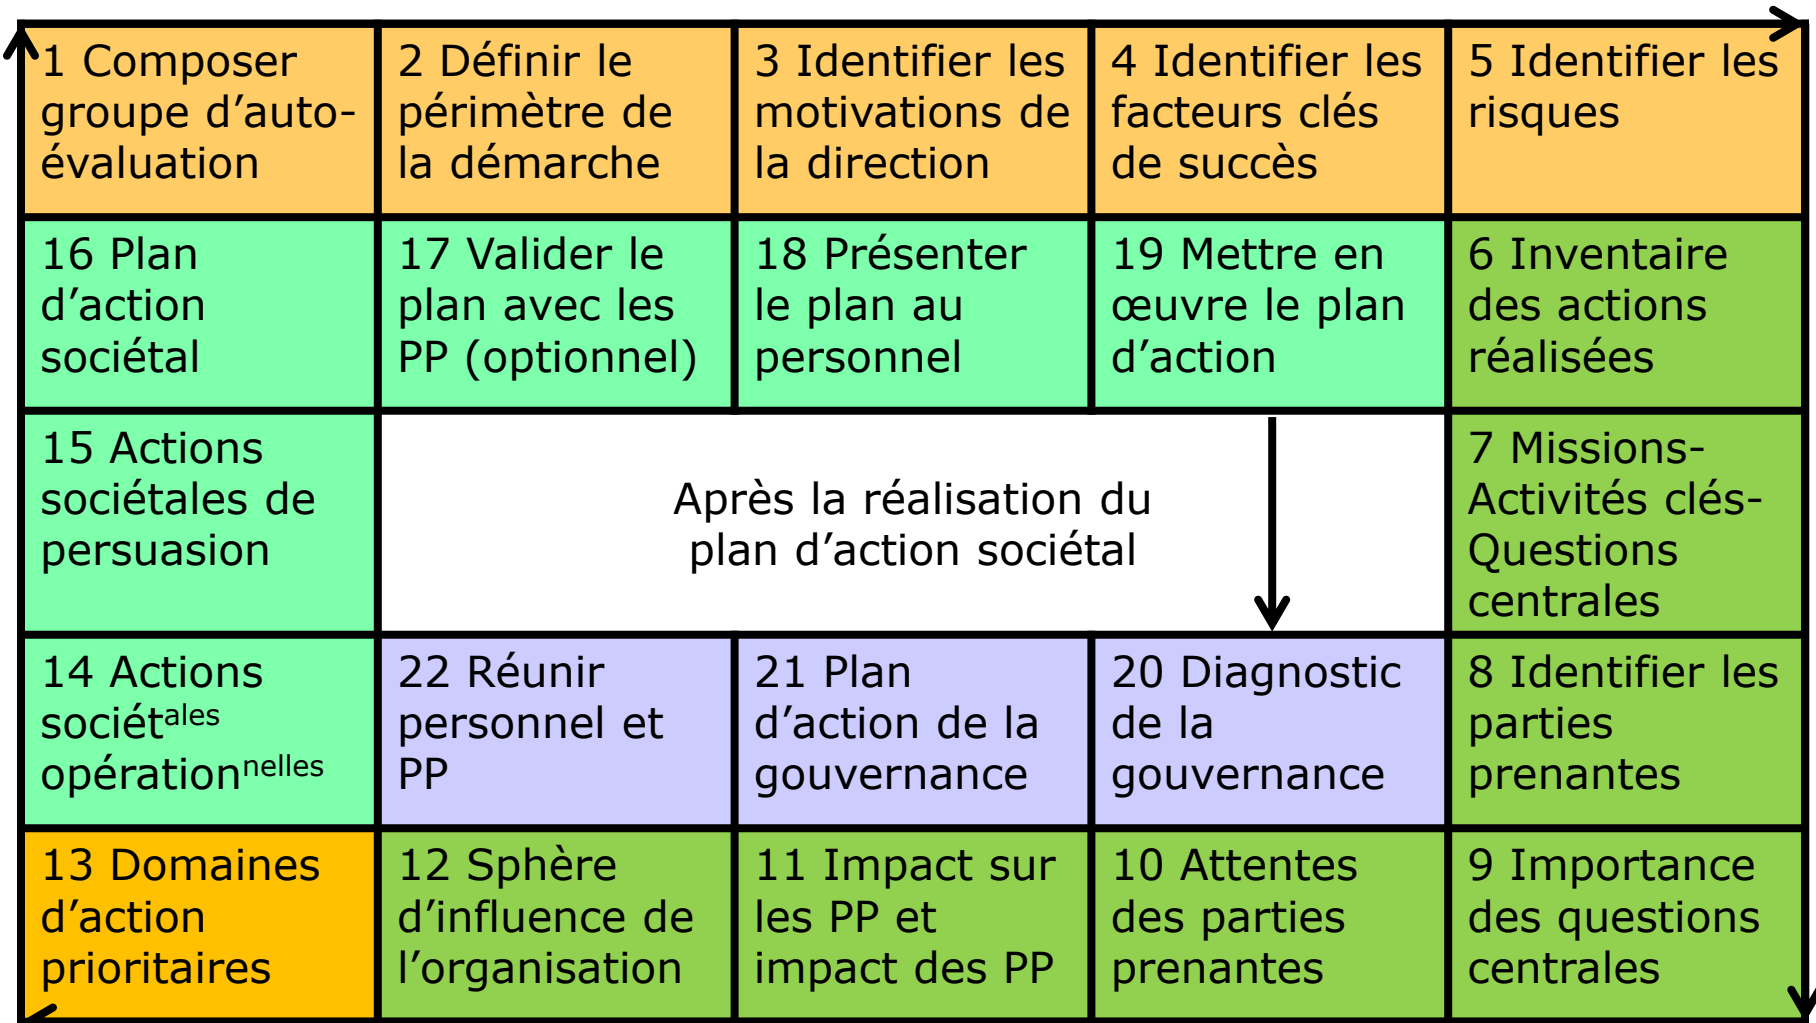 1 Composer
groupe d’auto-
évaluation
2 Définir le
périmètre de
la démarche
3 Identifier les
motivations de
la direction
4 Identifier les
facteurs clés
de succès
5 Identifier les
risques
16 Plan
d’action
sociétal
17 Valider le
plan avec les
PP (optionnel)
18 Présenter
le plan au
personnel
19 Mettre en
œuvre le plan
d’action
6 Inventaire
des actions
réalisées
15 Actions
sociétales de
persuasion
Après la réalisation du
plan d’action sociétal
7 Missions-
Activités clés-
Questions
centrales
14 Actions
sociétales
opérationnelles
22 Réunir
personnel et
PP
21 Plan
d’action de la
gouvernance
20 Diagnostic
de la
gouvernance
8 Identifier les
parties
prenantes
13 Domaines
d’action
prioritaires
12 Sphère
d’influence de
l’organisation
11 Impact sur
les PP et
impact des PP
10 Attentes
des parties
prenantes
9 Importance
des questions
centrales